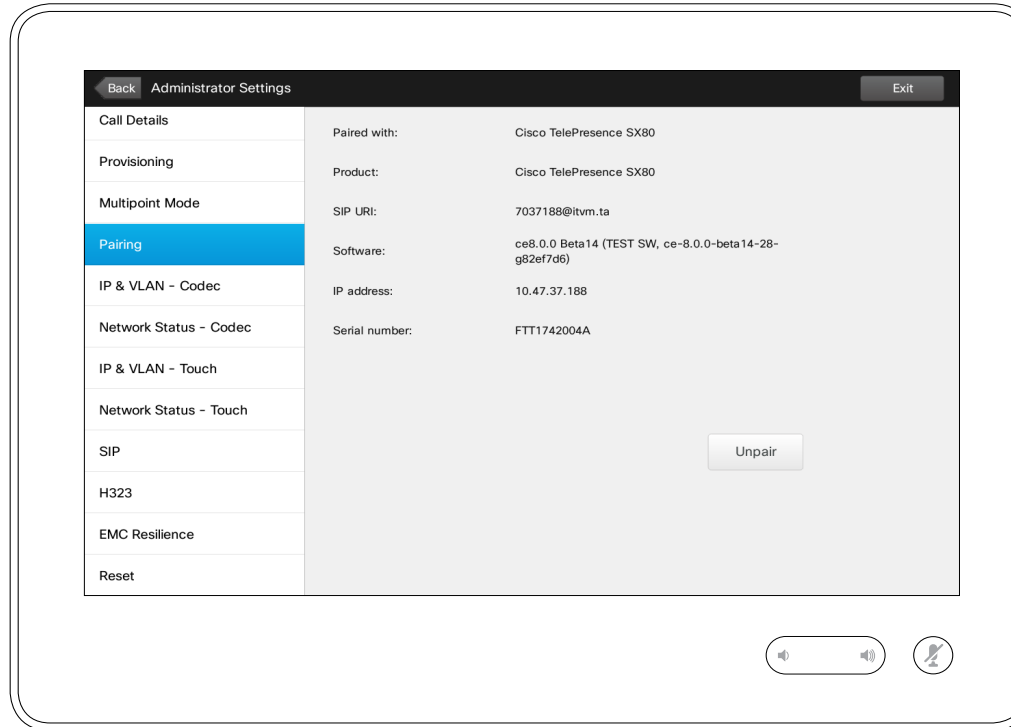 Back Administrator Settings Exit
Call Details
Provisioning
Multipoint Mode
Pairing
IP & VLAN - Codec
Network Status - Codec
IP & VLAN - Touch
Network Status - Touch
SIP
H323
EMC Resilience
Reset
Paired with: Cisco TelePresence SX80
Product: Cisco TelePresence SX80
SIP URI: 7037188@itvm.ta
Software: ce8.0.0 Beta14 (TEST SW, ce-8.0.0-beta14-28-
g82ef7d6)
IP address: 10.47.37.188
Serial number: FTT1742004A
Unpair